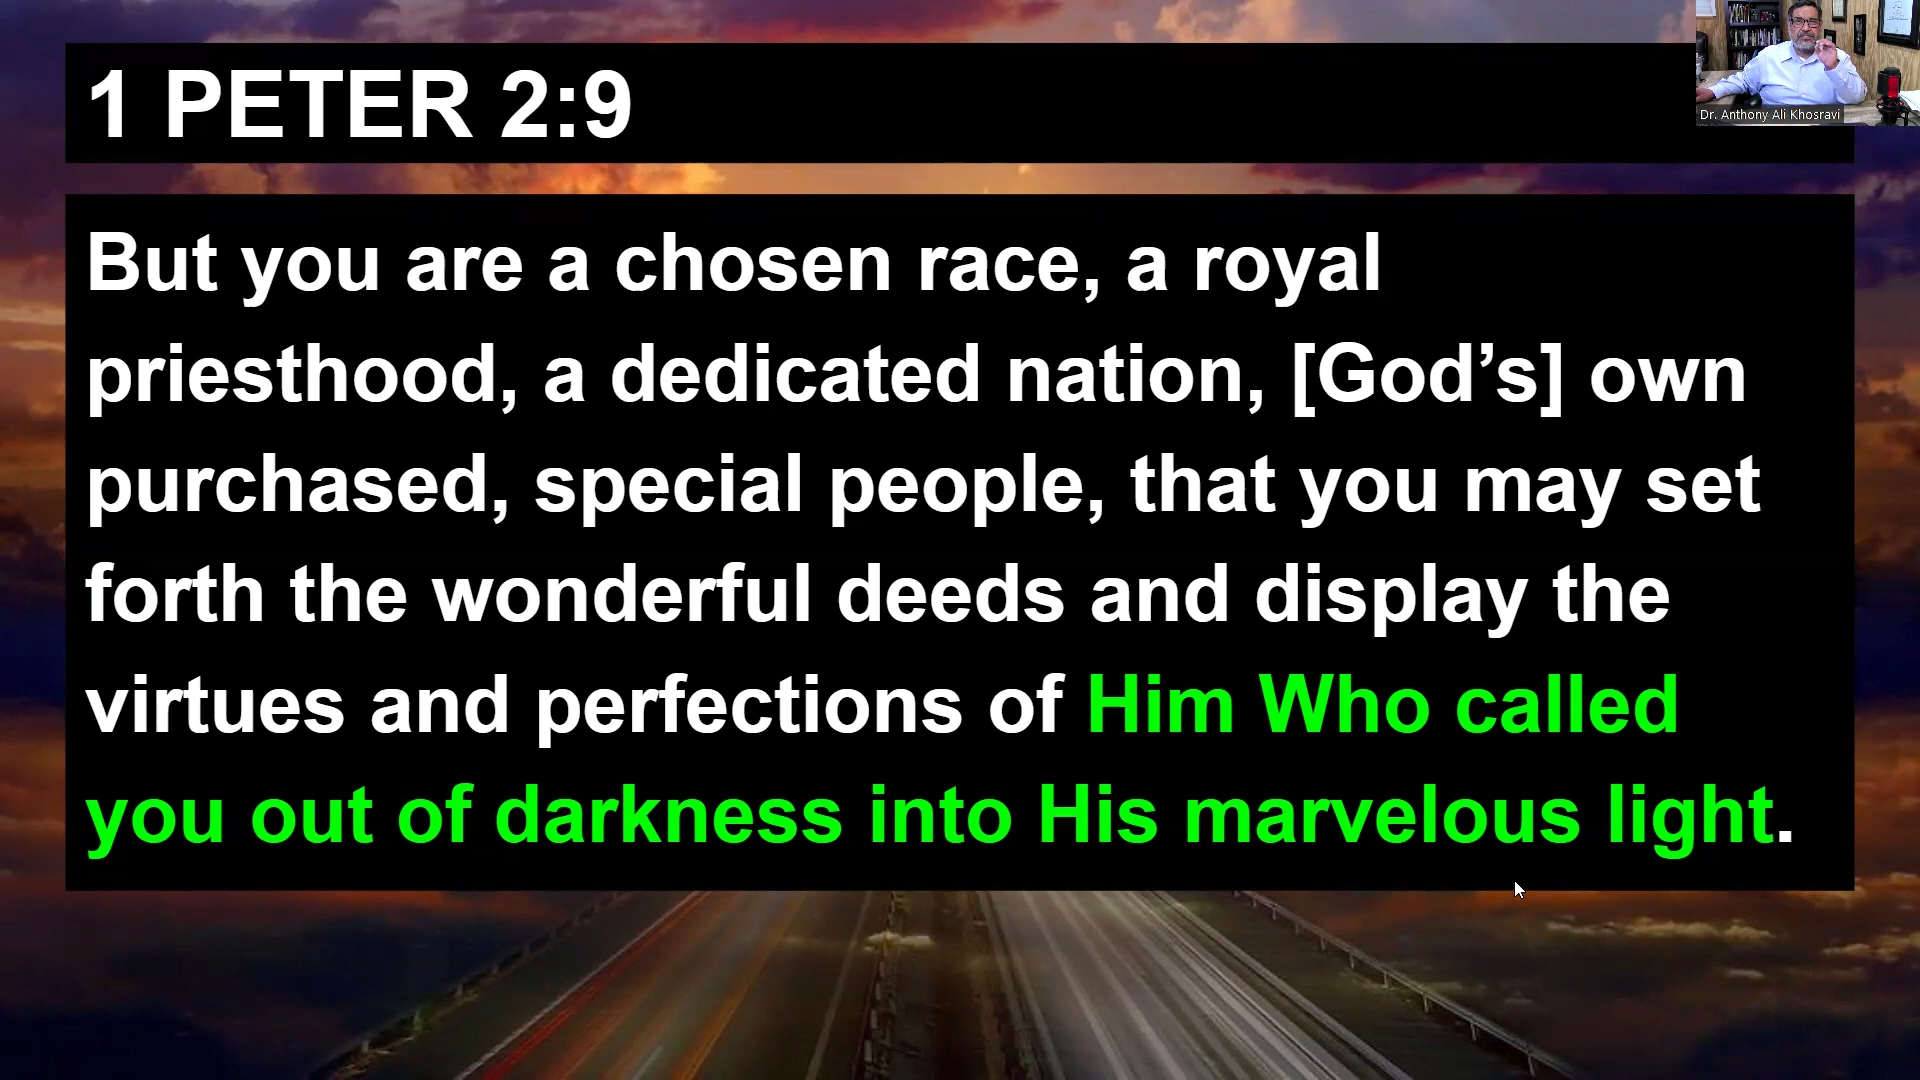 1 PETER 2:9
Dr. Anthony Ali Khosravi
But you are a chosen race, a royal
priesthood, a dedicated nation, [God’s] own
purchased, special people, that you may set
forth the wonderful deeds and display the
virtues and perfections of Him Who called
you out of darkness into His marvelous light.